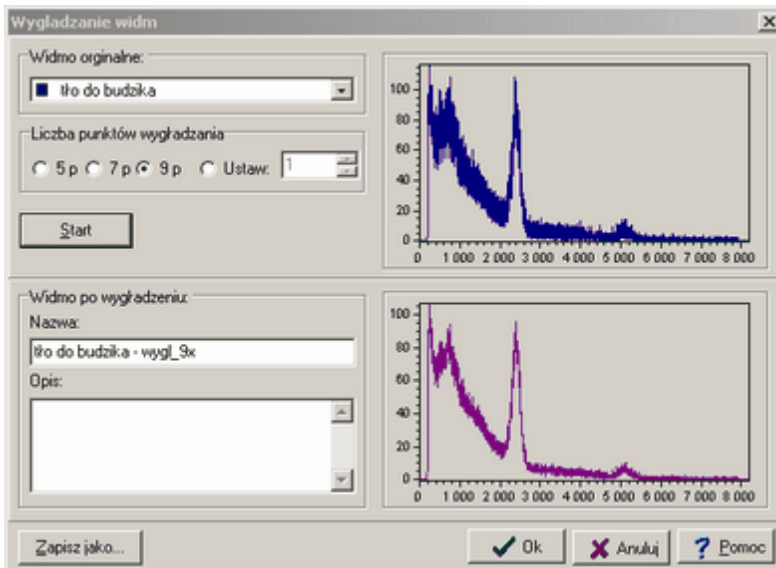 Wygładzanie widm
Widmo orginalne:
tło do budzika
Liczba punktów wygładzania
5 p 7 p 9 p Ustaw: 1
Start
100
80
60
40
20
0
0 1 000 2 000 3 000 4 000 5 000 6 000 7 000 8 000
Widmo po wygładzeniu:
Nazwa:
tło do budzika - wygl_9x
Opis:
100
80
60
40
20
0
0 1 000 2 000 3 000 4 000 5 000 6 000 7 000 8 000
Zapisz jako... Ok Anuluj ? Pomoc